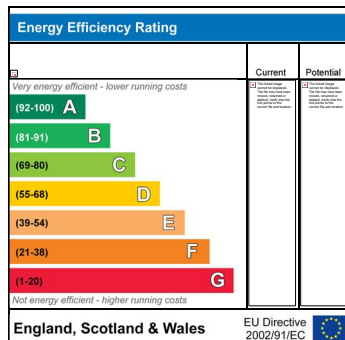 Energy Efficiency Rating
Current Potential
Very energy efficient - lower running costs
(92-100) A
(81-91) B
(69-80) C
(55-68) D
(39-54) E
(21-38) F
(1-20) G
Not energy efficient - higher running costs
England, Scotland & Wales
EU Directive
2002/91/EC